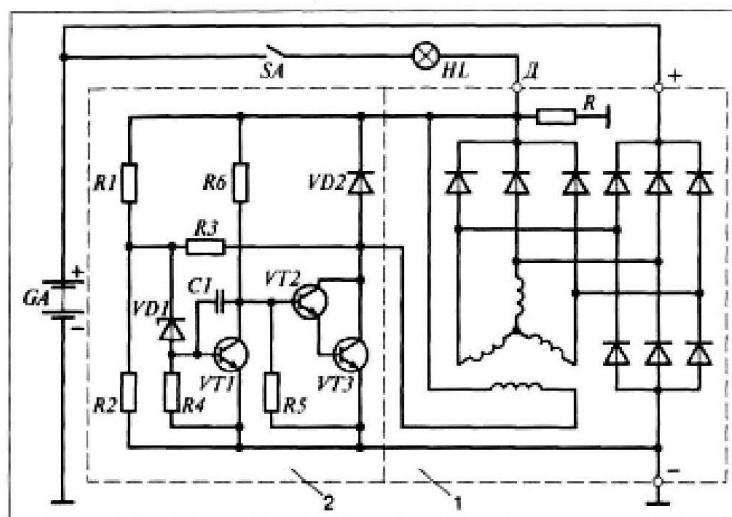 SA
HL
Д
+
R
R1
R6
VD2
R3
GA
+
-
VD1
C1
VT2
VT1
VT3
R2
R4
R5
-
2
1